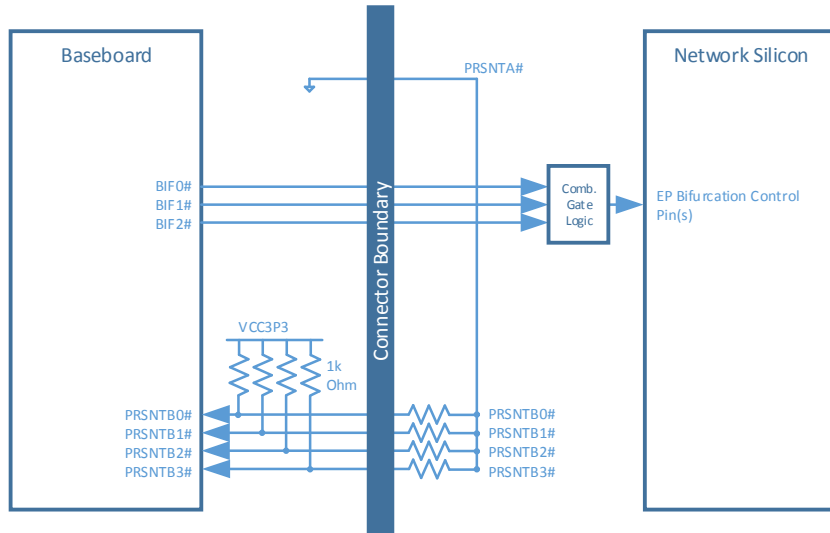 Baseboard
Network Silicon
PRSNTA#
BIF0#
BIF1#
BIF2#
Comb.
Gate
Logic
EP Bifurcation Control
Pin(s)
Connector Boundary
VCC3P3
1k
Ohm
PRSNTB0#
PRSNTB1#
PRSNTB2#
PRSNTB3#
PRSNTB0#
PRSNTB1#
PRSNTB2#
PRSNTB3#